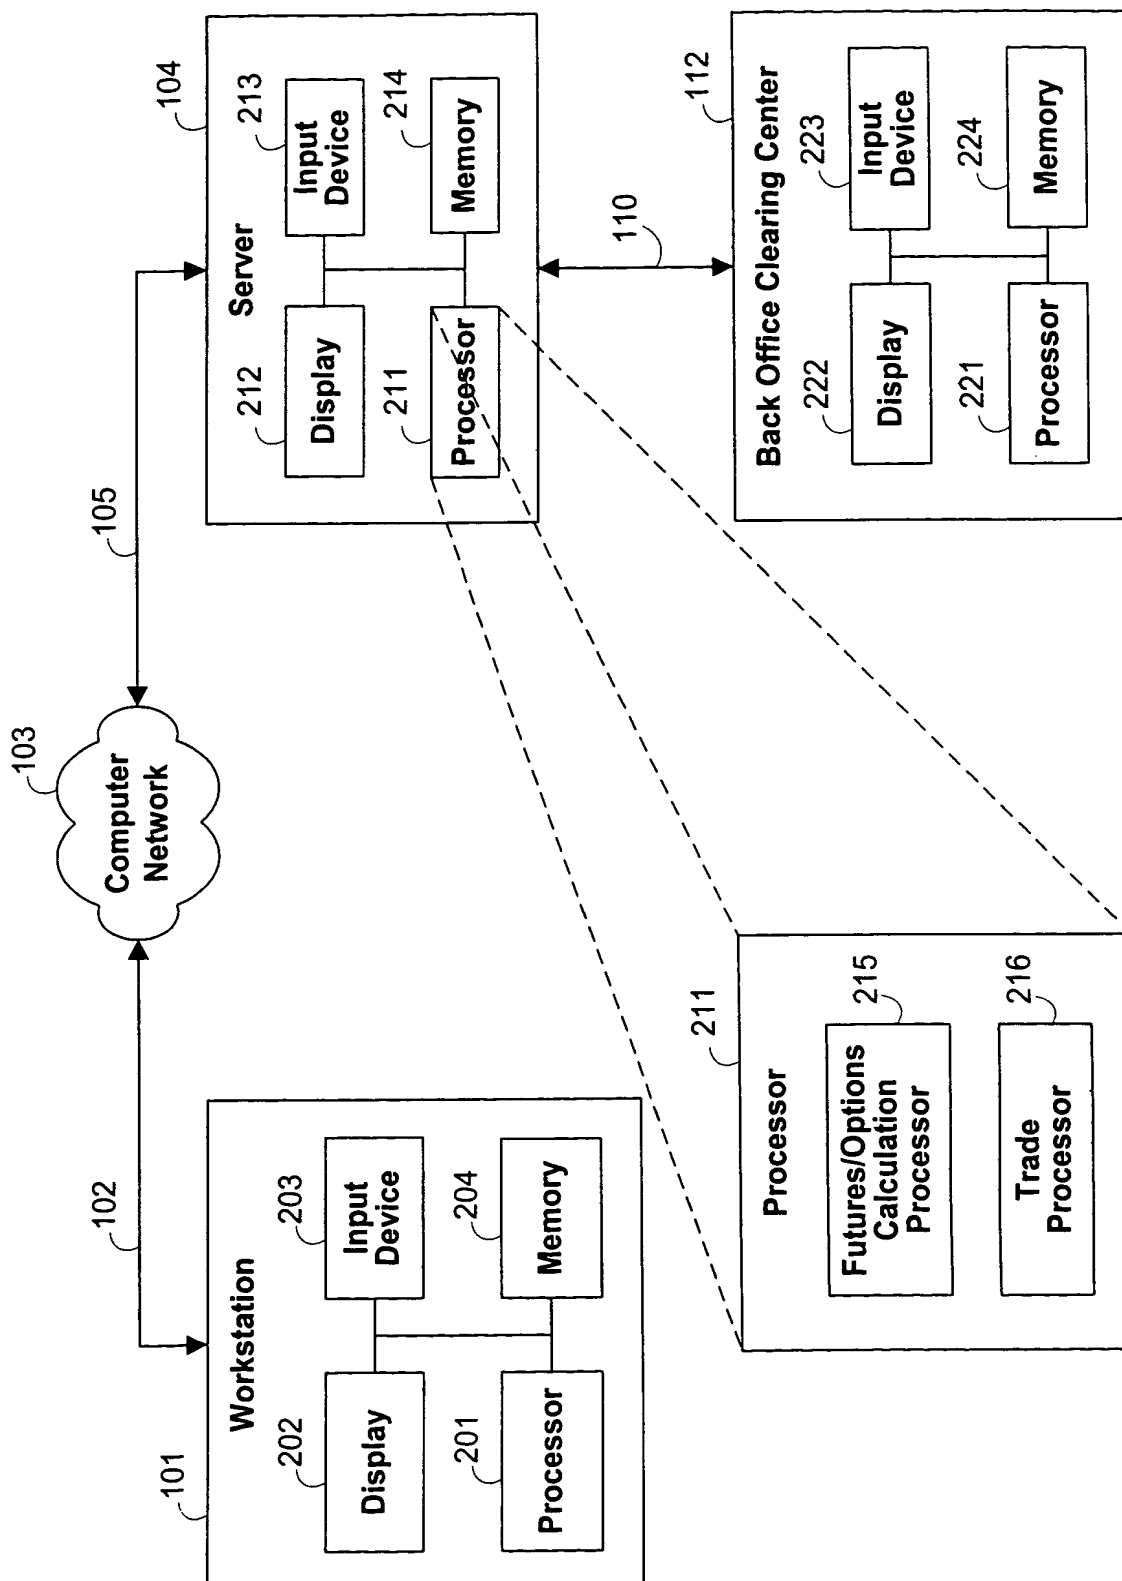 102
103
Computer
Network
105
101
Workstation
202
Display
203
Input
Device
201
Processor
204
Memory
104
Server
212
Display
213
Input
Device
211
Processor
214
Memory
110
211
Processor
Futures/Options
Calculation
Processor
215
Trade
Processor
216
112
Back Office Clearing Center
222
Display
223
Input
Device
221
Processor
224
Memory